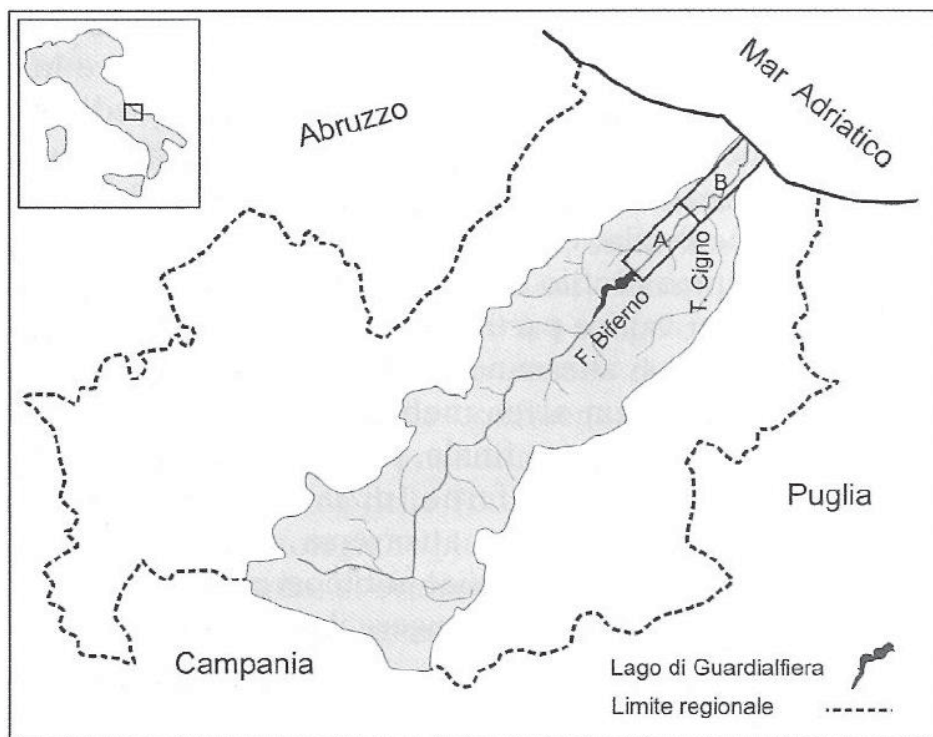 Mar Adriatico
Abruzzo
B
A
T. Cigno
F. Biferno
Puglia
Campania
Lago di Guardialfiera
Limite regionale